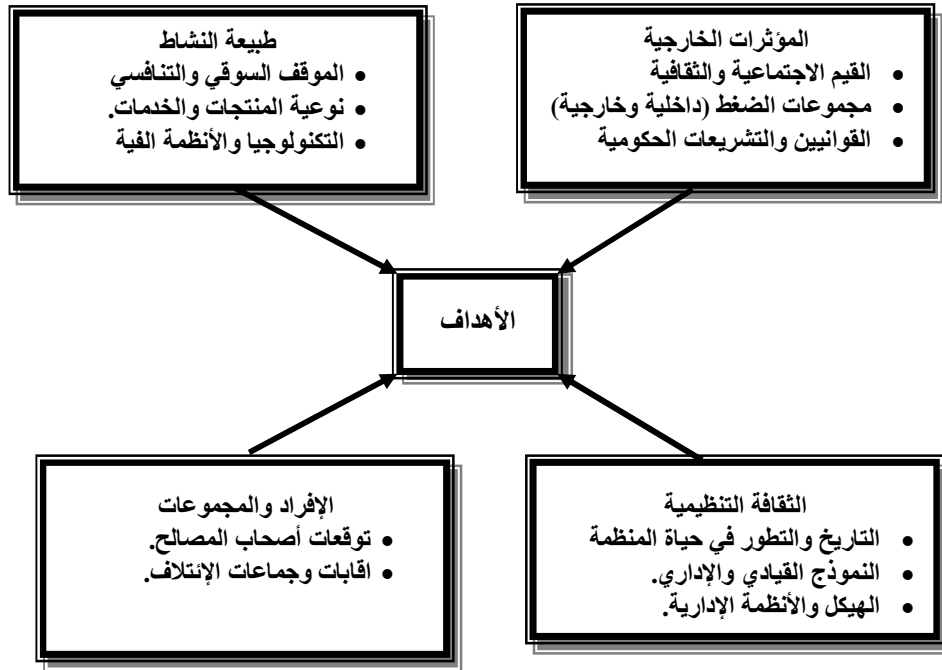 المؤثرات الخارجية
• القيم الاجتماعية والثقافية
• مجموعات الضغط (داخلية وخارجية)
• القوانيين والتشريعات الحكومية
طبيعة النشاط
• الموقف السوقي والتنافسي
• نوعية المنتجات والخدمات.
• التكنولوجيا والأنظمة الفية
الأهداف
الثقافة التنظيمية
• التاريخ والتطور في حياة المنظمة
• النموذج القيادي والإداري.
• الهيكل والأنظمة الإدارية.
الإفراد والمجموعات
• توقعات أصحاب المصالح.
• اقابات وجماعات الإئتلاف.